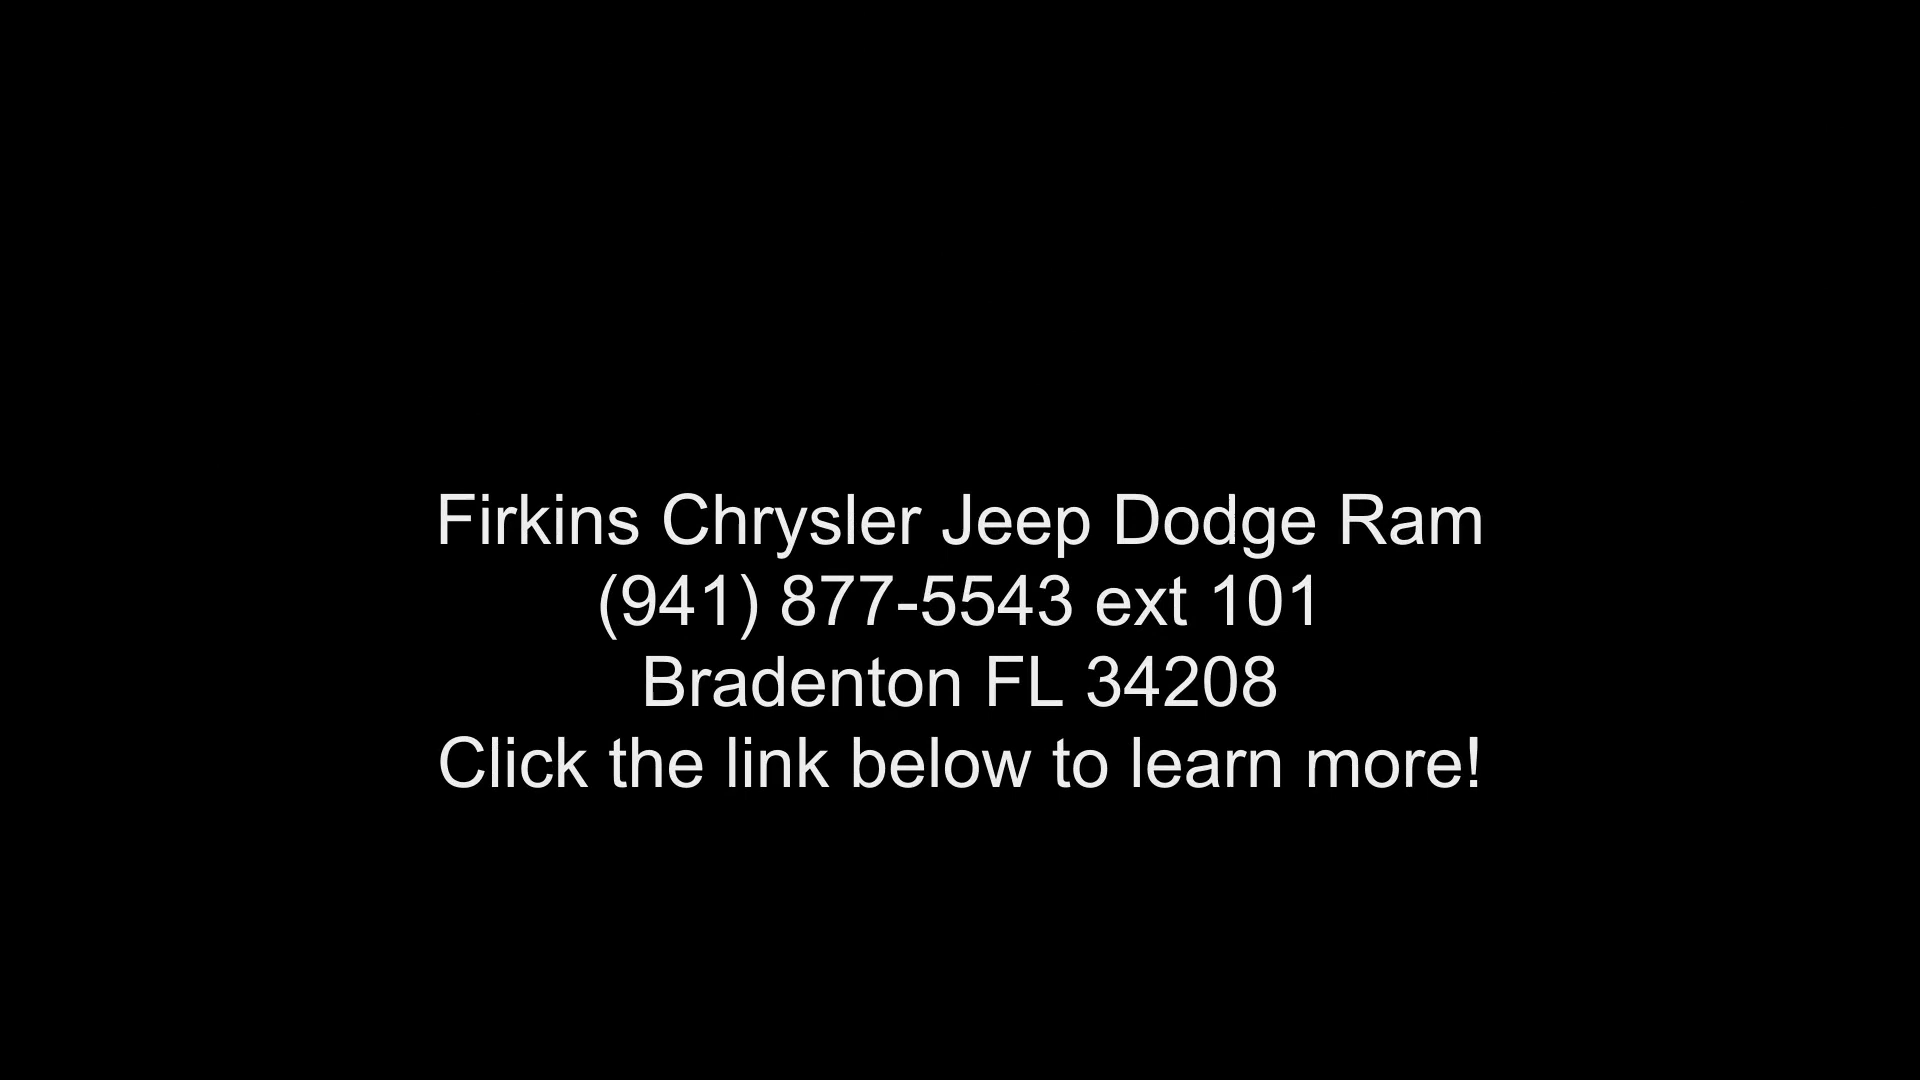 Firkins Chrysler Jeep Dodge Ram
(941) 877-5543 ext 101
Bradenton FL 34208
Click the link below to learn more!